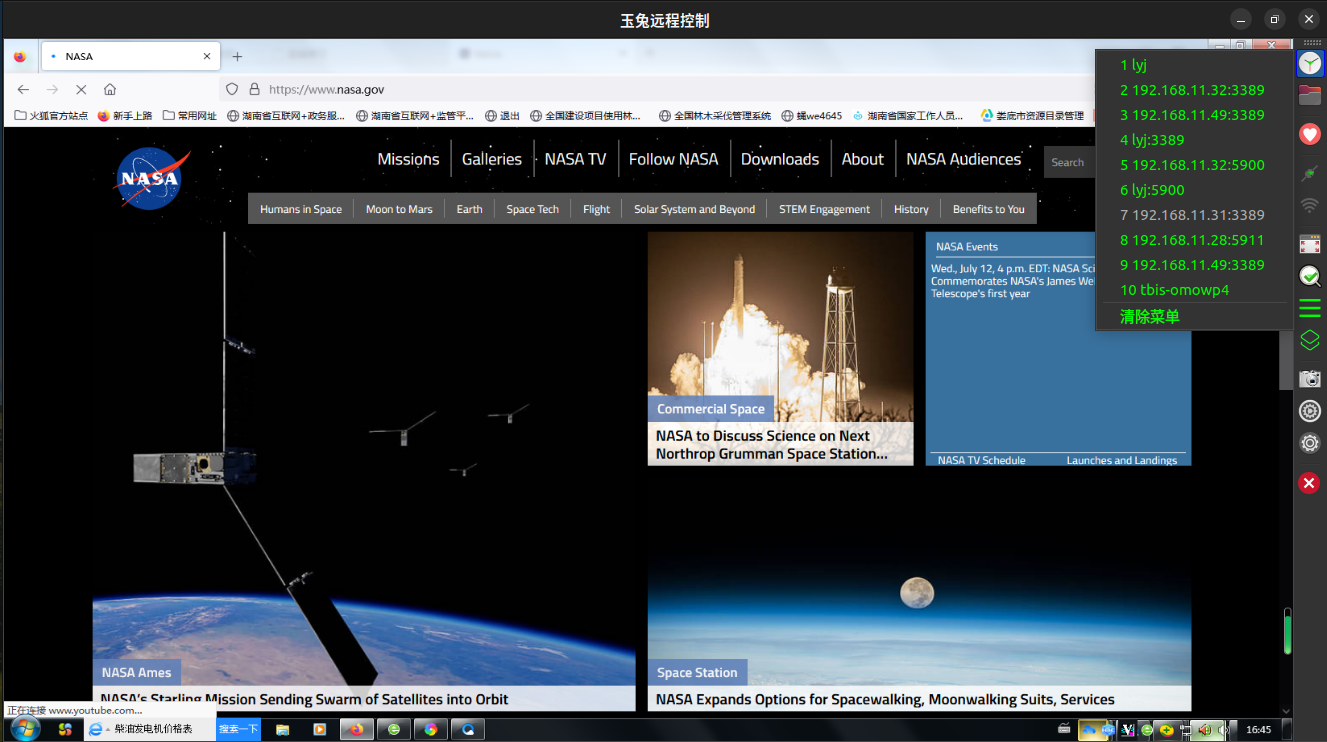 玉兔远程控制
NASA
https://www.nasa.gov
火狐官方站点 新手上路 常用网址 湖南省互联网+政务服... 湖南省互联网+监管平... 退出 全国建设项目使用林... 全国林木采伐管理系统 蝇we4645 湖南省国家工作人员... 娄底市资源目录管理
1 lyj
2 192.168.11.32:3389
3 192.168.11.49:3389
4 lyj:3389
5 192.168.11.32:5900
6 lyj:5900
7 192.168.11.31:3389
8 192.168.11.28:5911
9 192.168.11.49:3389
10 tbis-omowp4
清除菜单
NASA
Missions Galleries NASA TV Follow NASA Downloads About NASA Audiences Search
Humans in Space Moon to Mars Earth Space Tech Flight Solar System and Beyond STEM Engagement History Benefits to You
Commercial Space
NASA to Discuss Science on Next
Northrop Grumman Space Station...
NASA Events
Wed., July 12, 4 p.m. EDT: NASA Sci
Commemorates NASA's James We
Telescope's first year
NASA TV Schedule Launches and Landings
NASA Ames
NASA's Starling Mission Sending Swarm of Satellites into Orbit
Space Station
NASA Expands Options for Spacewalking, Moonwalking Suits, Services
正在连接 www.youtube.com...
柴油发电机价格表 搜索一下
16:45